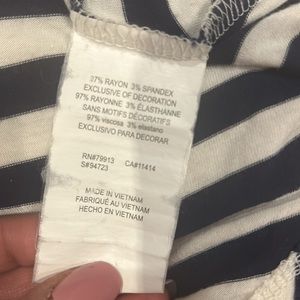 97% RAYON 3% SPANDEX
EXCLUSIVE OF DECORATION
97% RAYONNE 3% ÉLASTHANNE
SANS MOTIFS DÉCORATIFS
97% viscosa 3% elastano
EXCLUSIVO PARA DECORAR
RN#79913 CA#11414
S#94723
MADE IN VIETNAM
FABRIQUÉ AU VIETNAM
HECHO EN VIETNAM